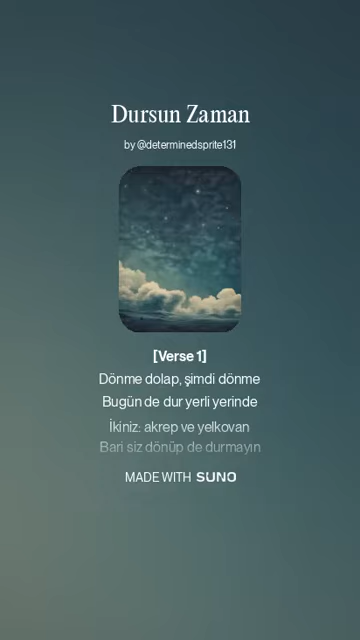 Dursun Zaman
by @determinedsprite131
[Verse 1]
Dönme dolap, şimdi dönme
Bugün de dur yerli yerinde
İkiniz: akrep ve yelkovan
Bari siz dönüp de durmayın
MADE WITH SUNO